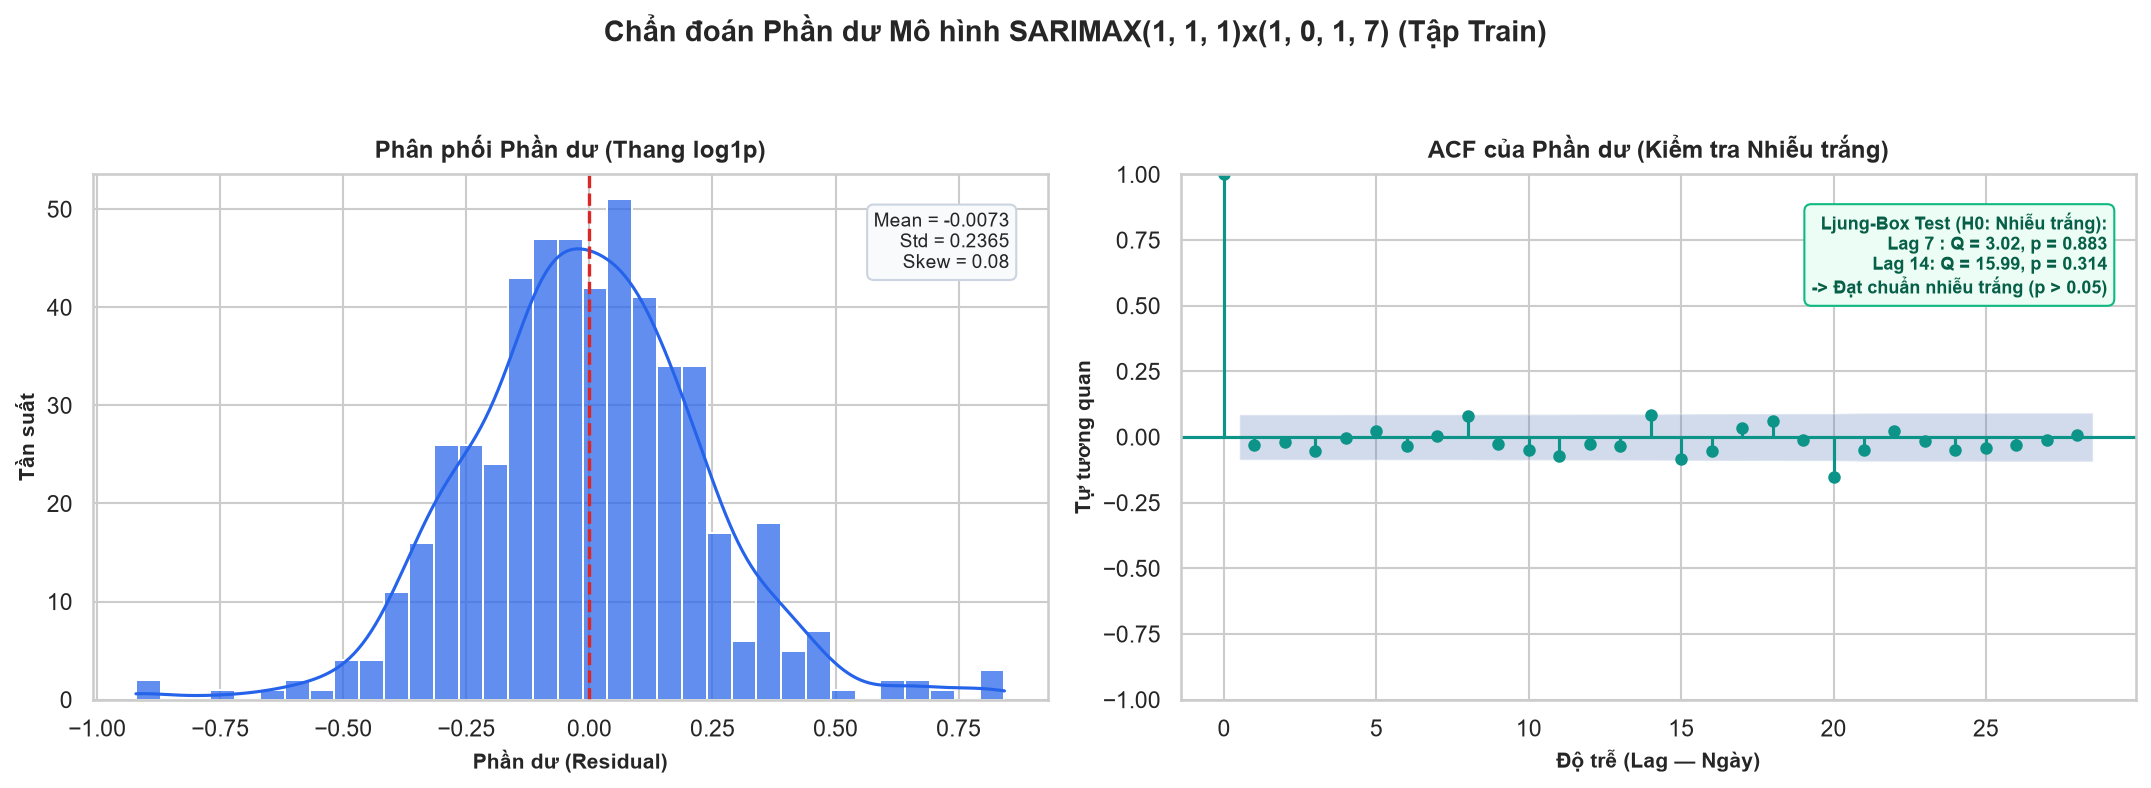 Chẩn đoán Phần dư Mô hình SARIMAX(1, 1, 1)x(1, 0, 1, 7) (Tập Train)
Phân phối Phần dư (Thang log1p)
Tần suất
50
40
30
20
10
0
Mean = -0.0073
Std = 0.2365
Skew = 0.08
−1.00
−0.75
−0.50
−0.25
0.00
0.25
0.50
0.75
Phần dư (Residual)
ACF của Phần dư (Kiểm tra Nhiễu trắng)
Tự tương quan
1.00
0.75
0.50
0.25
0.00
−0.25
−0.50
−0.75
−1.00
Ljung-Box Test (H0: Nhiễu trắng):
Lag 7 : Q = 3.02, p = 0.883
Lag 14: Q = 15.99, p = 0.314
-> Đạt chuẩn nhiễu trắng (p > 0.05)
0
5
10
15
20
25
Độ trễ (Lag — Ngày)